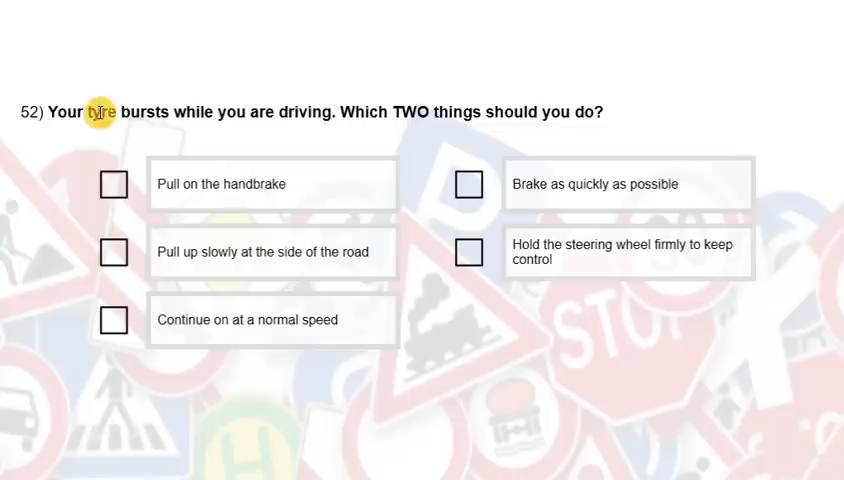 52) Your tyre bursts while you are driving. Which TWO things should you do?
Pull on the handbrake
Brake as quickly as possible
Pull up slowly at the side of the road
Hold the steering wheel firmly to keep
control
Continue on at a normal speed
STOP
P
H